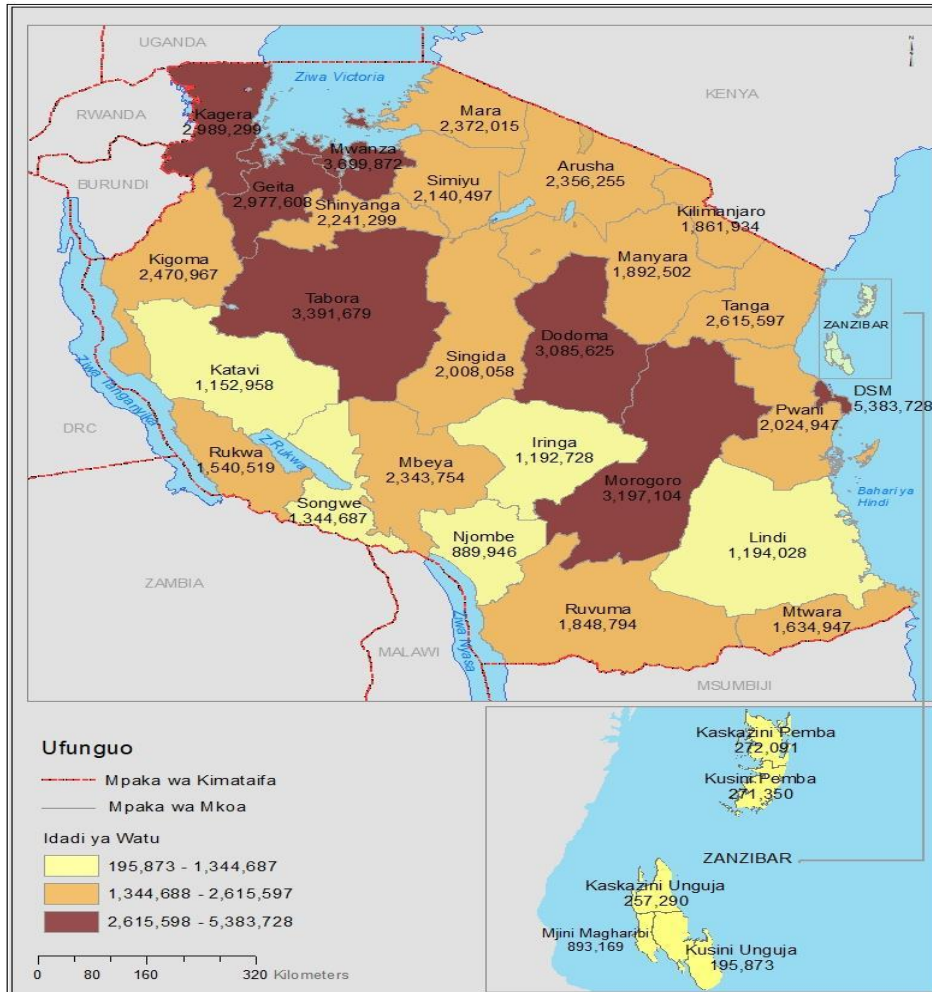 UGANDA
Ziwa Victoria
N
KENYA
RWANDA
BURUNDI
Kagera
2,989,299
Mwanza
3,699,872
Mara
2,372,015
Geita
2,977,608
Shinyanga
2,241,299
Simiyu
2,140,497
Arusha
2,356,255
Kilimanjaro
1,861,934
Kigoma
2,470,967
Tabora
3,391,679
Manyara
1,892,502
Tanga
2,615,597
ZANZIBAR
Dodoma
3,085,625
Singida
2,008,058
Katavi
1,152,958
Ziwa Tanganyika
DRC
DSM
5,383,728
Pwani
2,024,947
Rukwa
1,540,519
Z Rukwa
Mbeya
2,343,754
Iringa
1,192,728
Morogoro
3,197,104
Bahari ya
Hindi
Songwe
1,344,687
Njombe
889,946
Lindi
1,194,028
ZAMBIA
Ruvuma
1,848,794
Mtwara
1,634,947
MALAWI
Ziwa Nyasa
MSUMBIJI
Ufunguo
Mpaka wa Kimataifa
Mpaka wa Mkoa
Idadi ya Watu
195,873 - 1,344,687
1,344,688 - 2,615,597
2,615,598 - 5,383,728
0 80 160 320 Kilometers
Kaskazini Pemba
272,091
Kusini Pemba
271,350
ZANZIBAR
Kaskazini Unguja
257,290
Mjini Magharibi
893,169
Kusini Unguja
195,873